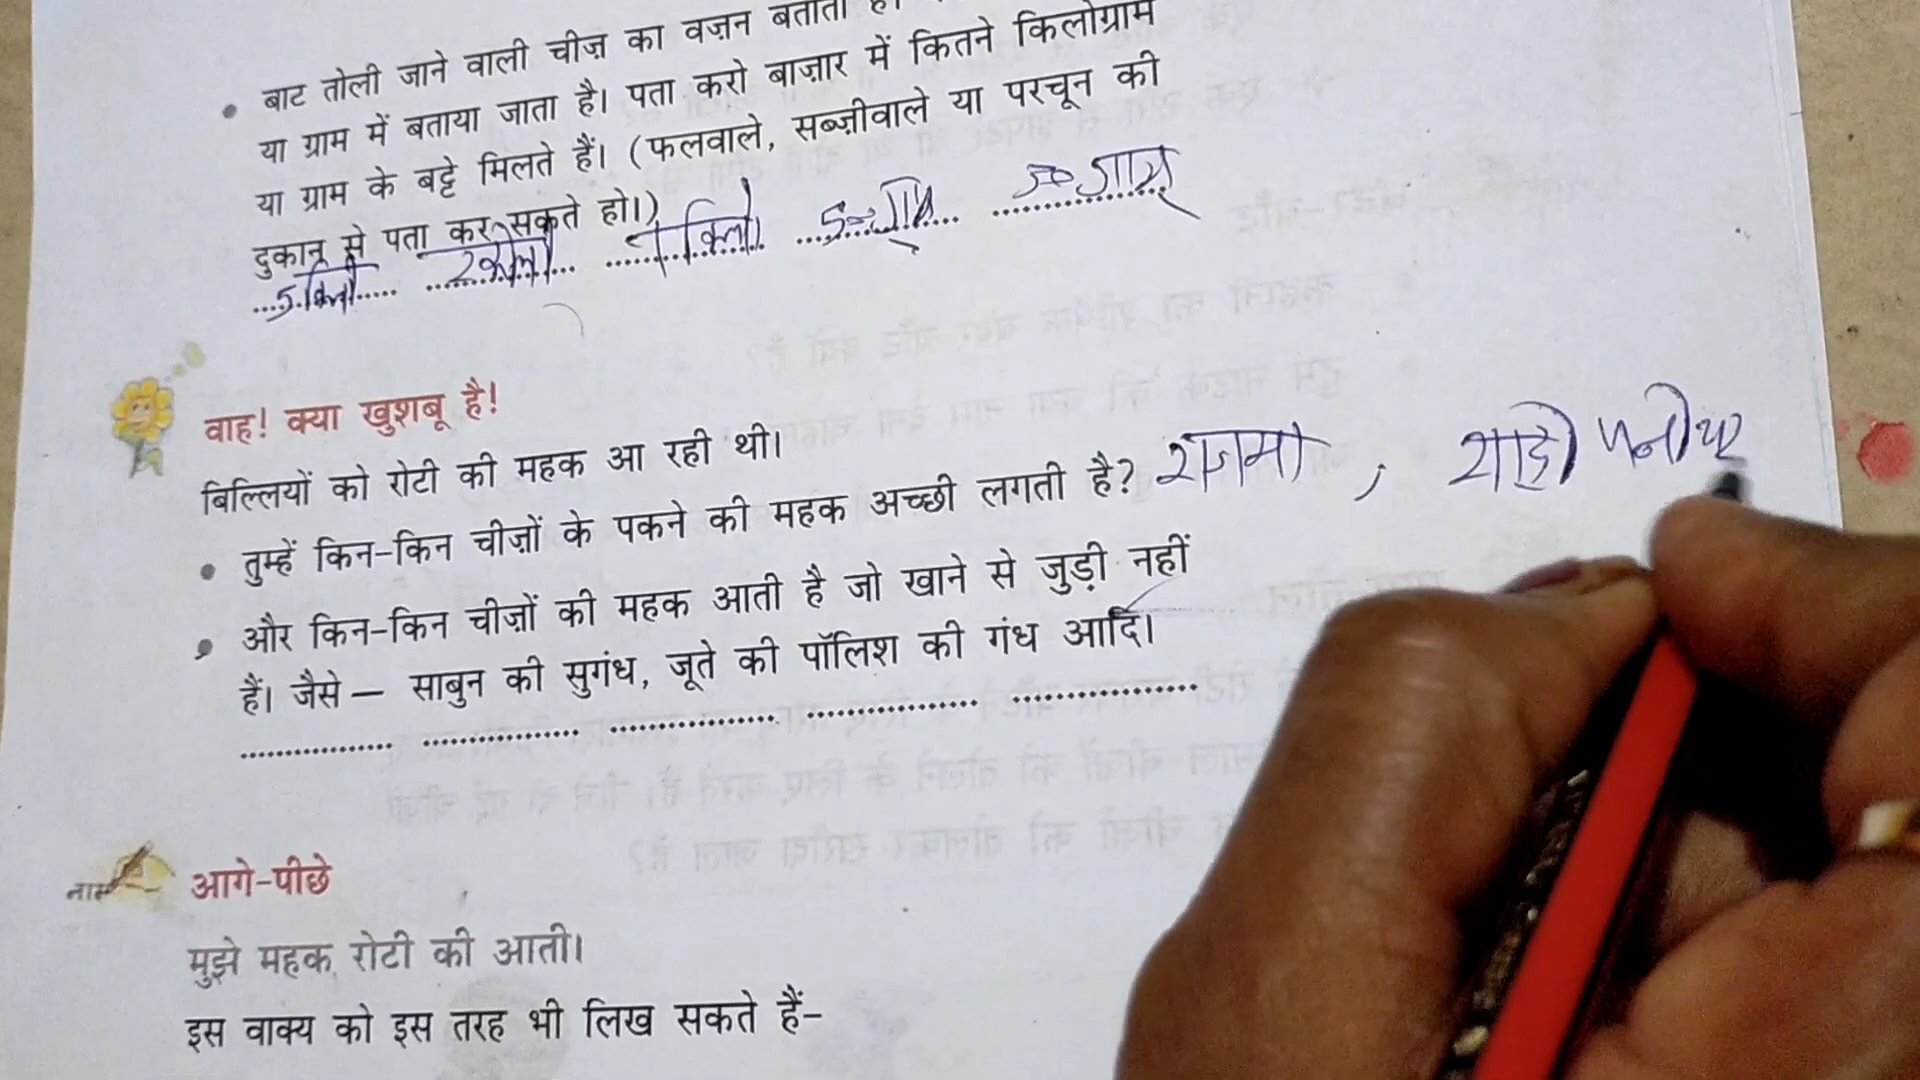 बाट तोली जाने वाली चीज़ का वज़न बताता है।
या ग्राम में बताया जाता है। पता करो बाज़ार में कितने किलोग्राम
या ग्राम के बट्टे मिलते हैं। (फलवाले, सब्ज़ीवाले या परचून की
दुकान से पता कर सकते हो।)
5 किलो 2 किलो 1 किलो 500 ग्राम 50 ग्राम
वाह! क्या खुशबू है!
बिल्लियों को रोटी की महक आ रही थी।
• तुम्हें किन-किन चीज़ों के पकने की महक अच्छी लगती है? राजमा , शाही पनीर
• और किन-किन चीज़ों की महक आती है जो खाने से जुड़ी नहीं
हैं। जैसे — साबुन की सुगंध, जूते की पॉलिश की गंध आदि।
आगे-पीछे
मुझे महक रोटी की आती।
इस वाक्य को इस तरह भी लिख सकते हैं-